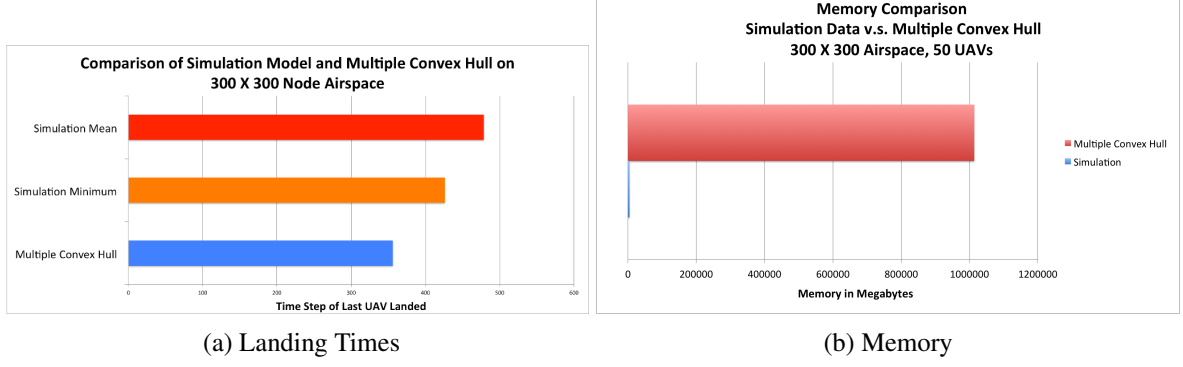 Comparison of Simulation Model and Multiple Convex Hull on
300 X 300 Node Airspace
Simulation Mean
Simulation Minimum
Multiple Convex Hull
0 100 200 300 400 500 600
Time Step of Last UAV Landed
(a) Landing Times
Memory Comparison
Simulation Data v.s. Multiple Convex Hull
300 X 300 Airspace, 50 UAVs
Multiple Convex Hull
Simulation
0 200000 400000 600000 800000 1000000 1200000
Memory in Megabytes
(b) Memory